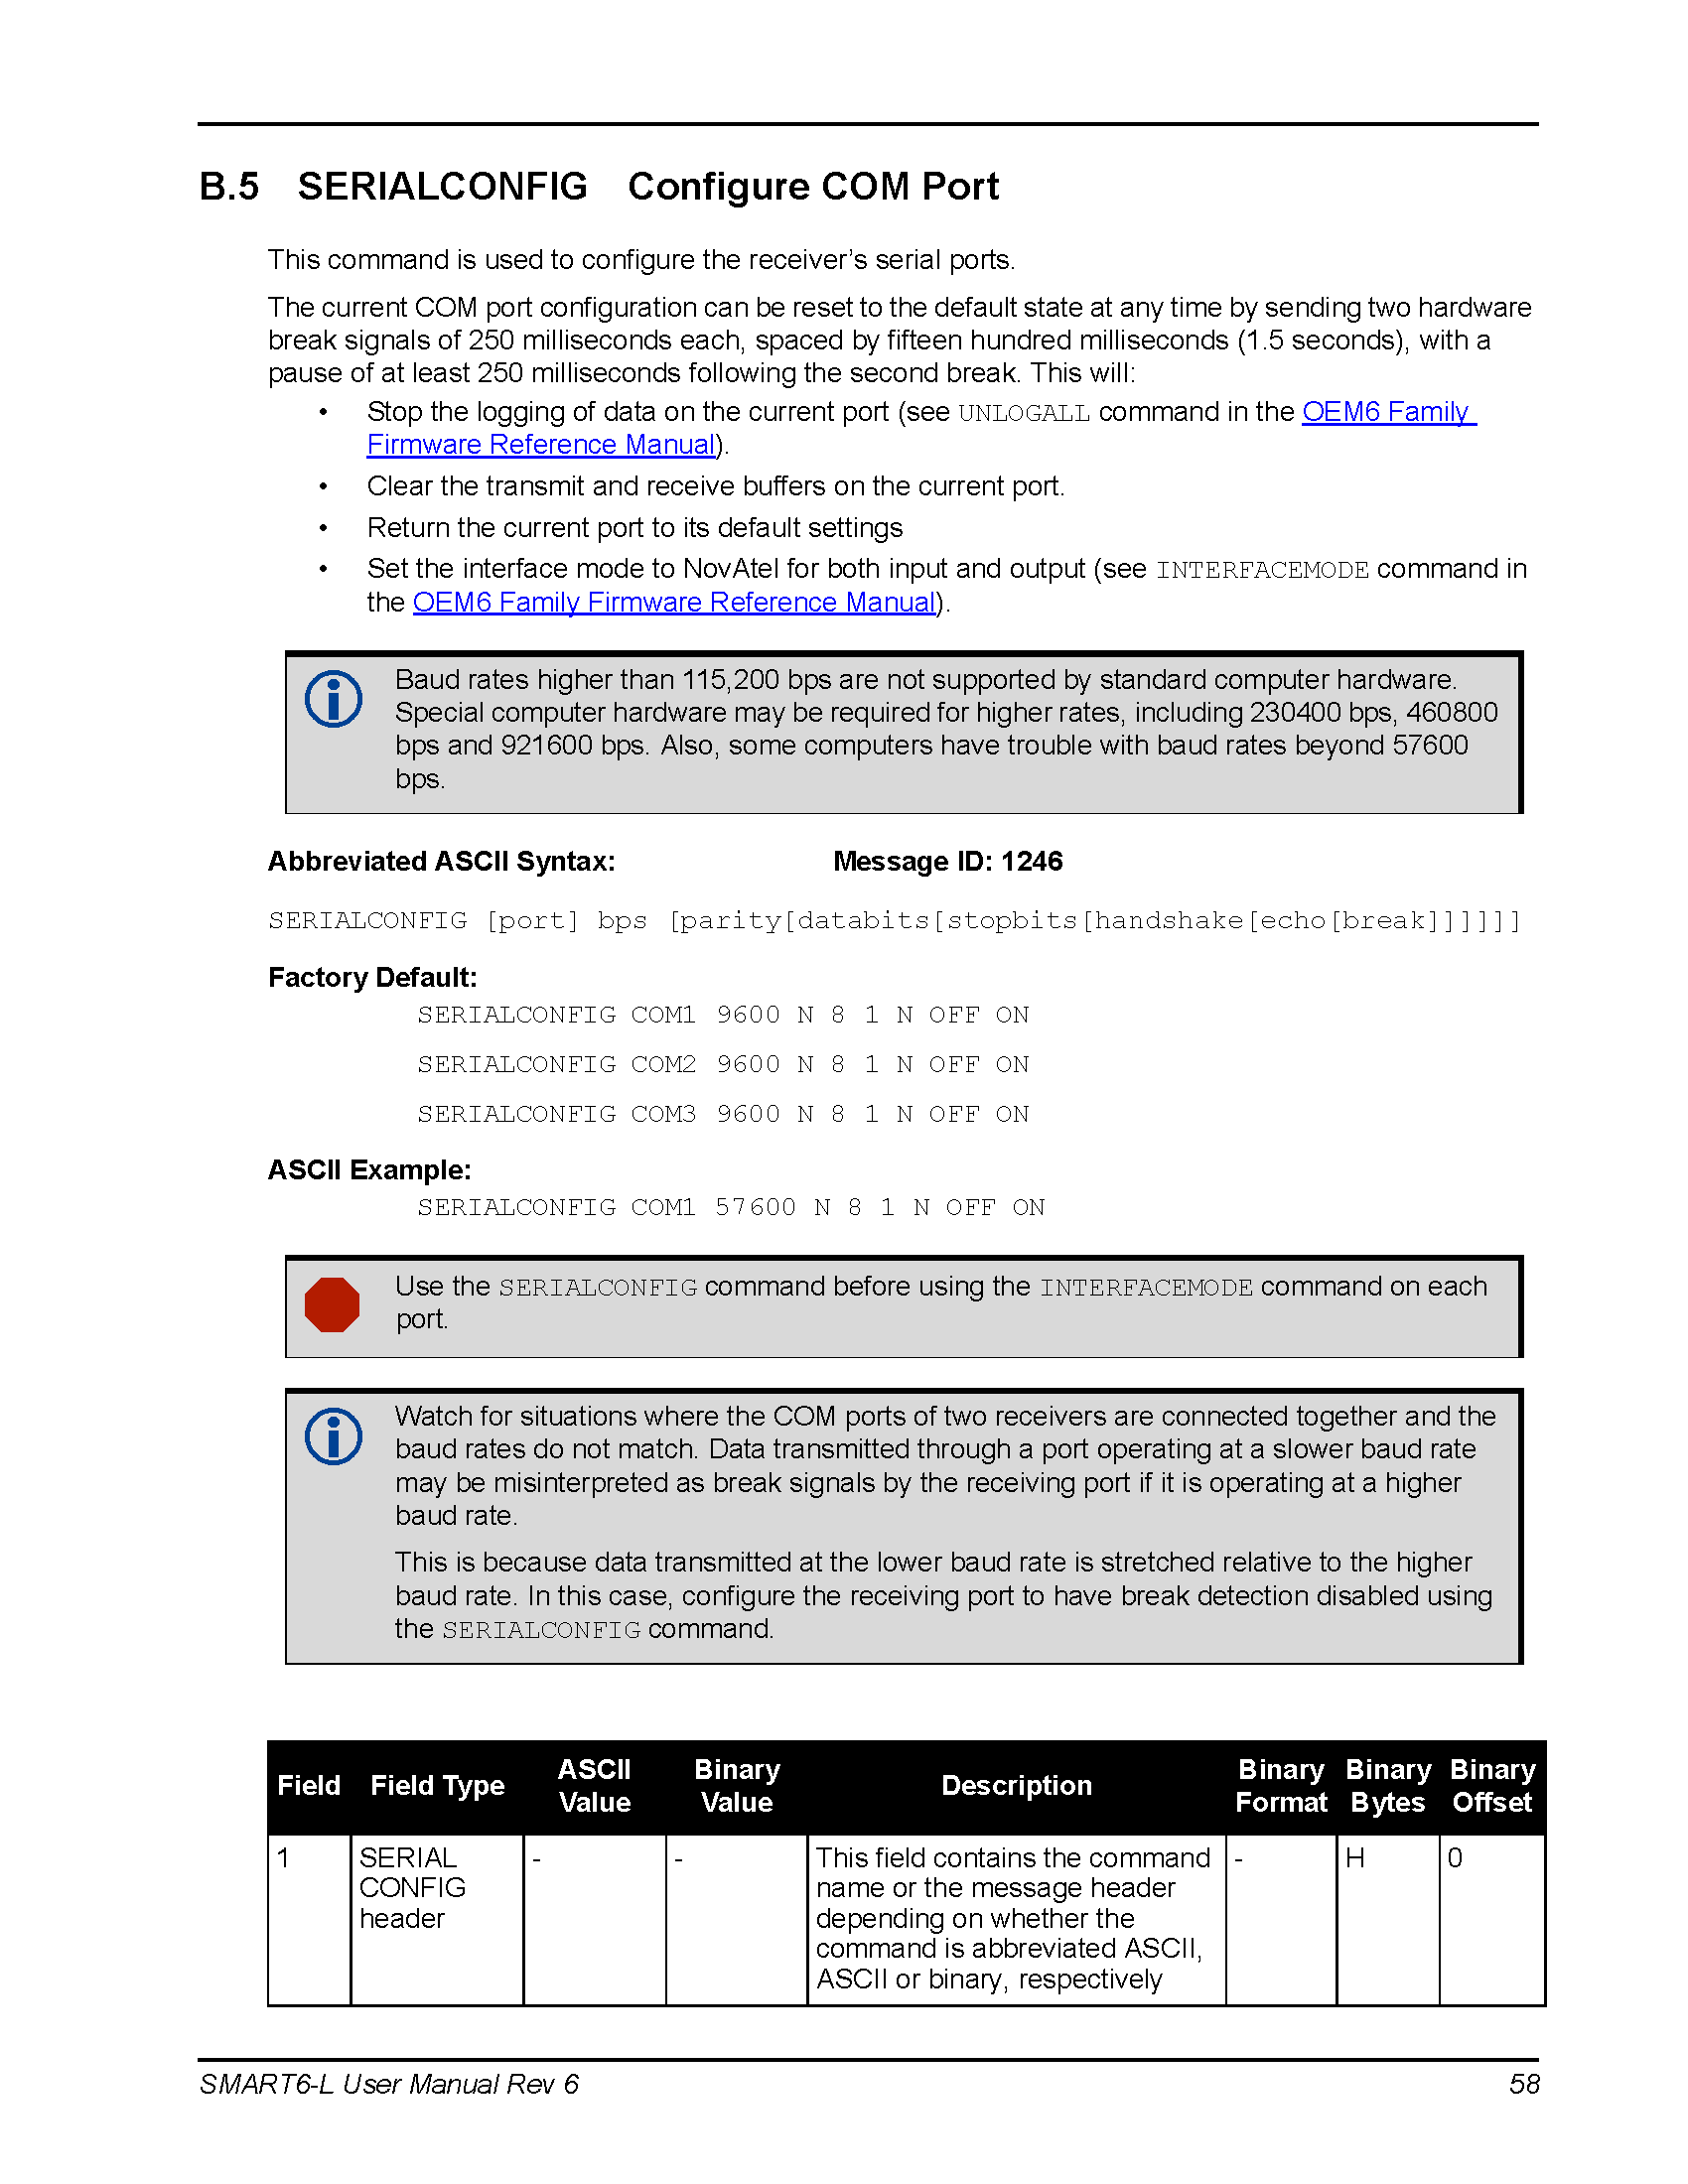 B.5 SERIALCONFIG Configure COM Port
This command is used to configure the receiver’s serial ports.
The current COM port configuration can be reset to the default state at any time by sending two hardware
break signals of 250 milliseconds each, spaced by fifteen hundred milliseconds (1.5 seconds), with a
pause of at least 250 milliseconds following the second break. This will:
• Stop the logging of data on the current port (see UNLOGALL command in the OEM6 Family
Firmware Reference Manual).
• Clear the transmit and receive buffers on the current port.
• Return the current port to its default settings
• Set the interface mode to NovAtel for both input and output (see INTERFACEMODE command in
the OEM6 Family Firmware Reference Manual).
Baud rates higher than 115,200 bps are not supported by standard computer hardware.
Special computer hardware may be required for higher rates, including 230400 bps, 460800
bps and 921600 bps. Also, some computers have trouble with baud rates beyond 57600
bps.
Abbreviated ASCII Syntax: Message ID: 1246
SERIALCONFIG [port] bps [parity[databits[stopbits[handshake[echo[break]]]]]]
Factory Default:
SERIALCONFIG COM1 9600 N 8 1 N OFF ON
SERIALCONFIG COM2 9600 N 8 1 N OFF ON
SERIALCONFIG COM3 9600 N 8 1 N OFF ON
ASCII Example:
SERIALCONFIG COM1 57600 N 8 1 N OFF ON
Use the SERIALCONFIG command before using the INTERFACEMODE command on each
port.
Watch for situations where the COM ports of two receivers are connected together and the
baud rates do not match. Data transmitted through a port operating at a slower baud rate
may be misinterpreted as break signals by the receiving port if it is operating at a higher
baud rate.
This is because data transmitted at the lower baud rate is stretched relative to the higher
baud rate. In this case, configure the receiving port to have break detection disabled using
the SERIALCONFIG command.
Field Field Type ASCII Value Binary Value Description Binary Format Binary Bytes Binary Offset
1 SERIAL - - This field contains the command - H 0
CONFIG name or the message header
header depending on whether the
command is abbreviated ASCII,
ASCII or binary, respectively
SMART6-L User Manual Rev 6 58